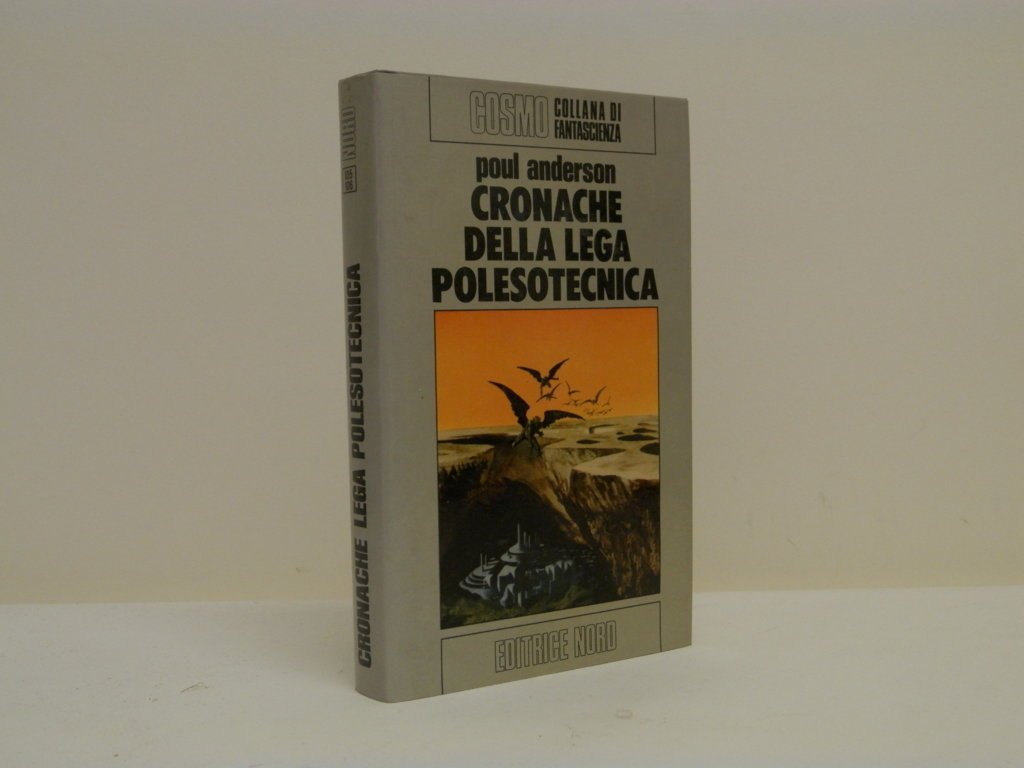 COSMO COLLANA DI
FANTASCIENZA
poul anderson
CRONACHE
DELLA LEGA
POLESOTECNICA
EDITRICE NORD
CRONACHE LEGA POLESOTECNICA
NORD